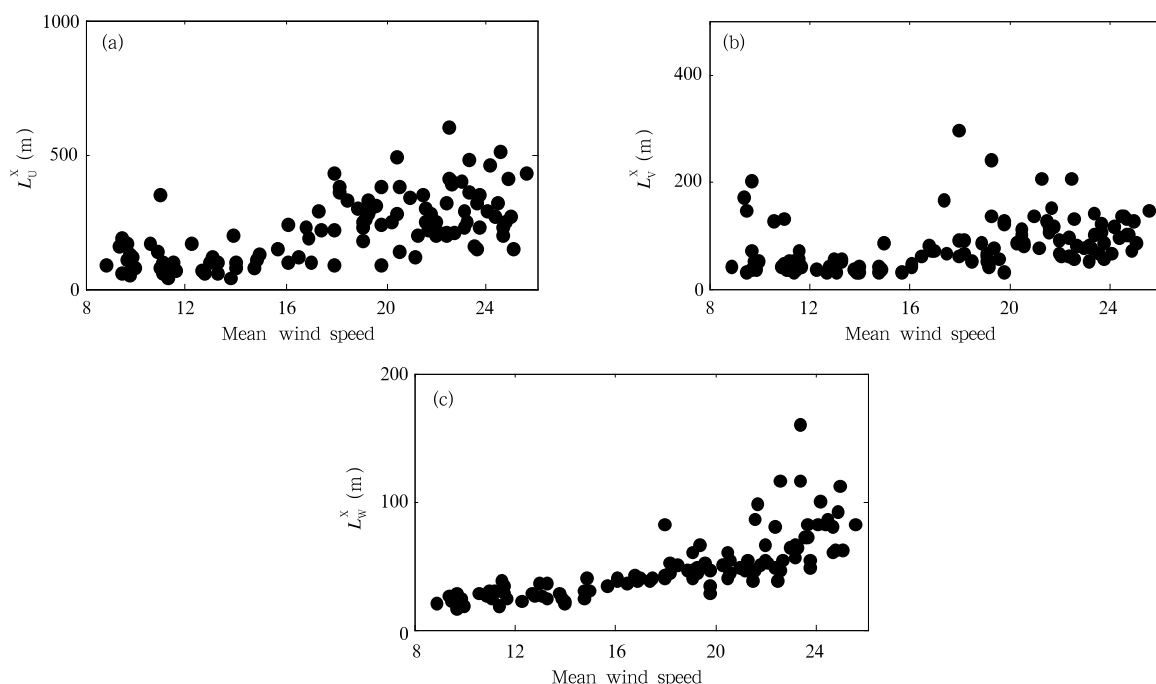 1000
(a)
500
0
L_U^X (m)
8 12 16 20 24
Mean wind speed
(b)
400
200
0
L_V^X (m)
8 12 16 20 24
Mean wind speed
200
(c)
100
0
L_W^X (m)
8 12 16 20 24
Mean wind speed